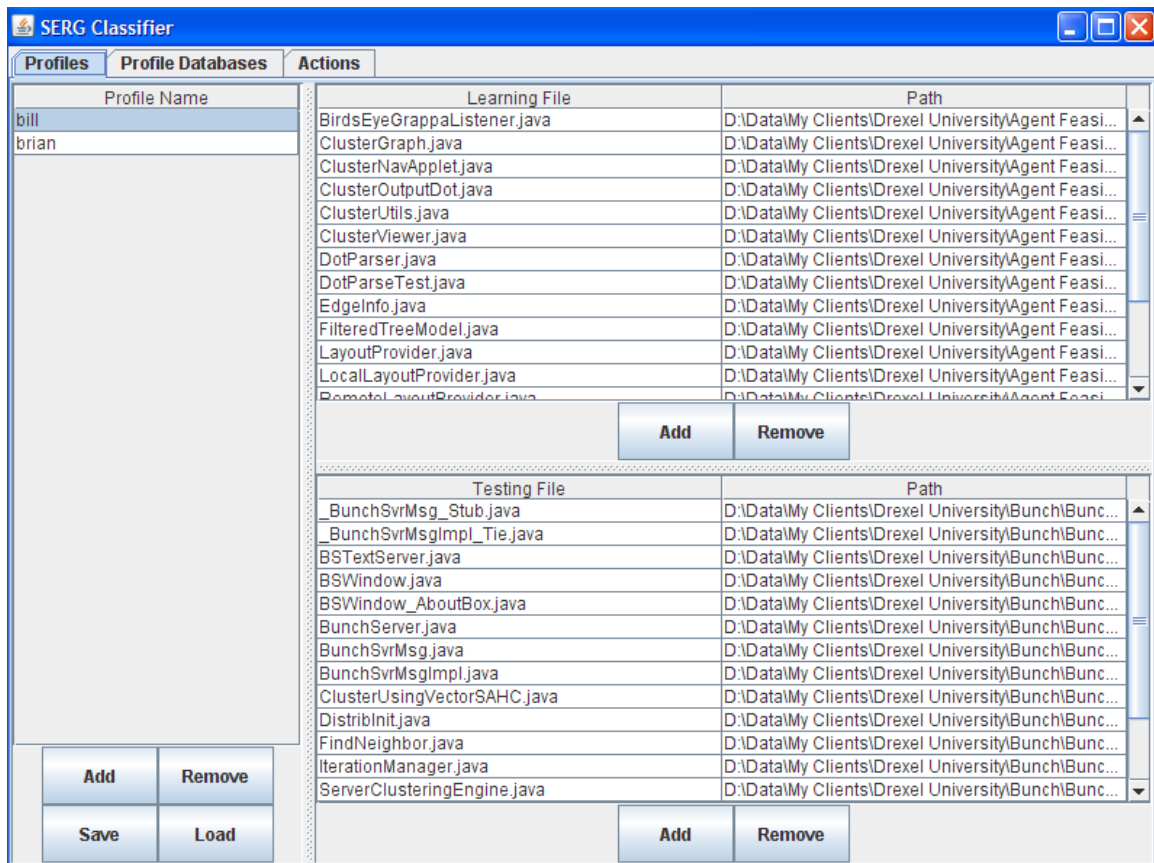 SERG Classifier
Profiles Profile Databases Actions
Profile Name
bill
brian
Learning File Path
BirdsEyeGrappaListener.java D:\Data\My Clients\Drexel University\Agent Feasi...
ClusterGraph.java D:\Data\My Clients\Drexel University\Agent Feasi...
ClusterNavApplet.java D:\Data\My Clients\Drexel University\Agent Feasi...
ClusterOutputDot.java D:\Data\My Clients\Drexel University\Agent Feasi...
ClusterUtils.java D:\Data\My Clients\Drexel University\Agent Feasi...
ClusterViewer.java D:\Data\My Clients\Drexel University\Agent Feasi...
DotParser.java D:\Data\My Clients\Drexel University\Agent Feasi...
DotParseTest.java D:\Data\My Clients\Drexel University\Agent Feasi...
EdgeInfo.java D:\Data\My Clients\Drexel University\Agent Feasi...
FilteredTreeModel.java D:\Data\My Clients\Drexel University\Agent Feasi...
LayoutProvider.java D:\Data\My Clients\Drexel University\Agent Feasi...
LocalLayoutProvider.java D:\Data\My Clients\Drexel University\Agent Feasi...
RemoteLayoutProvider.java D:\Data\My Clients\Drexel University\Agent Feasi...
Add Remove
Testing File Path
_BunchSvrMsg_Stub.java D:\Data\My Clients\Drexel University\Bunch\Bunc...
_BunchSvrMsgImpl_Tie.java D:\Data\My Clients\Drexel University\Bunch\Bunc...
BSTextServer.java D:\Data\My Clients\Drexel University\Bunch\Bunc...
BSWindow.java D:\Data\My Clients\Drexel University\Bunch\Bunc...
BSWindow_AboutBox.java D:\Data\My Clients\Drexel University\Bunch\Bunc...
BunchServer.java D:\Data\My Clients\Drexel University\Bunch\Bunc...
BunchSvrMsg.java D:\Data\My Clients\Drexel University\Bunch\Bunc...
BunchSvrMsgImpl.java D:\Data\My Clients\Drexel University\Bunch\Bunc...
ClusterUsingVectorSAHC.java D:\Data\My Clients\Drexel University\Bunch\Bunc...
DistribInit.java D:\Data\My Clients\Drexel University\Bunch\Bunc...
FindNeighbor.java D:\Data\My Clients\Drexel University\Bunch\Bunc...
IterationManager.java D:\Data\My Clients\Drexel University\Bunch\Bunc...
ServerClusteringEngine.java D:\Data\My Clients\Drexel University\Bunch\Bunc...
Add Remove
Add Remove
Save Load